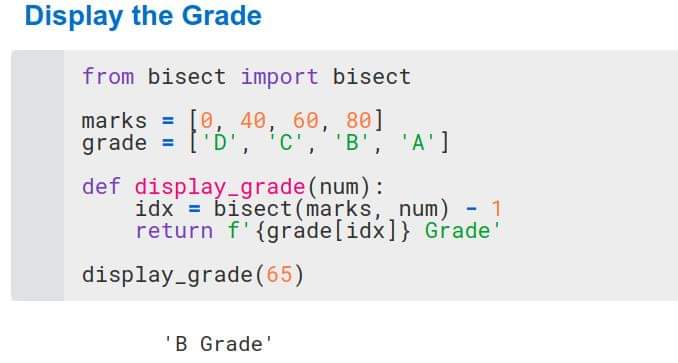 Display the Grade
from bisect import bisect
marks = [0, 40, 60, 80]
grade = ['D', 'C', 'B', 'A']
def display_grade(num):
    idx = bisect(marks, num) - 1
    return f'{grade[idx]} Grade'
display_grade(65)
'B Grade'